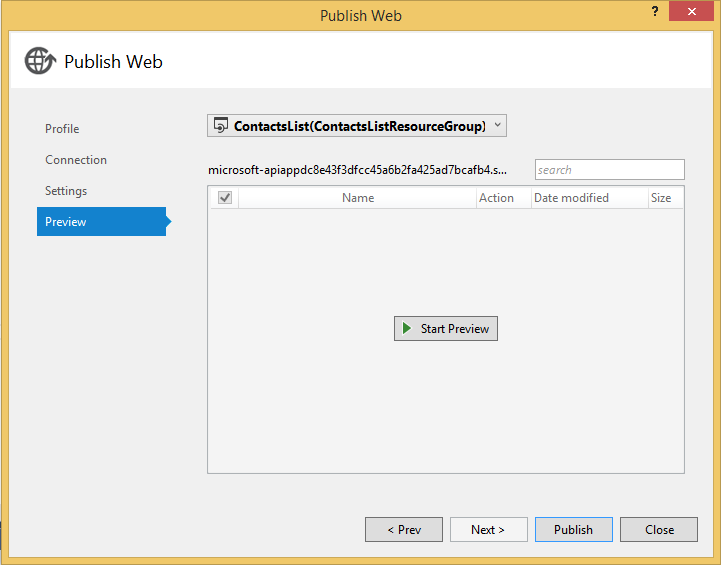 Publish Web
?
Publish Web
Profile
Connection
Settings
Preview
ContactsList(ContactsListResourceGroup)
microsoft-apiappdc8e43f3dfcc45a6b2fa425ad7bcafb4.s...
search
Name Action Date modified Size
Start Preview
< Prev Next > Publish Close